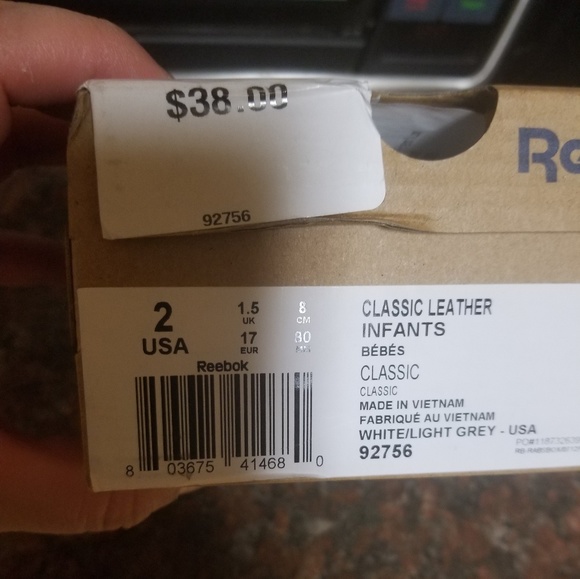 $38.00
92756
2
USA
1.5
UK
17
EUR
8
CM
80
Reebok
8 03675 41468 0
CLASSIC LEATHER
INFANTS
BÉBÉS
CLASSIC
CLASSIC
MADE IN VIETNAM
FABRIQUÉ AU VIETNAM
WHITE/LIGHT GREY - USA
92756